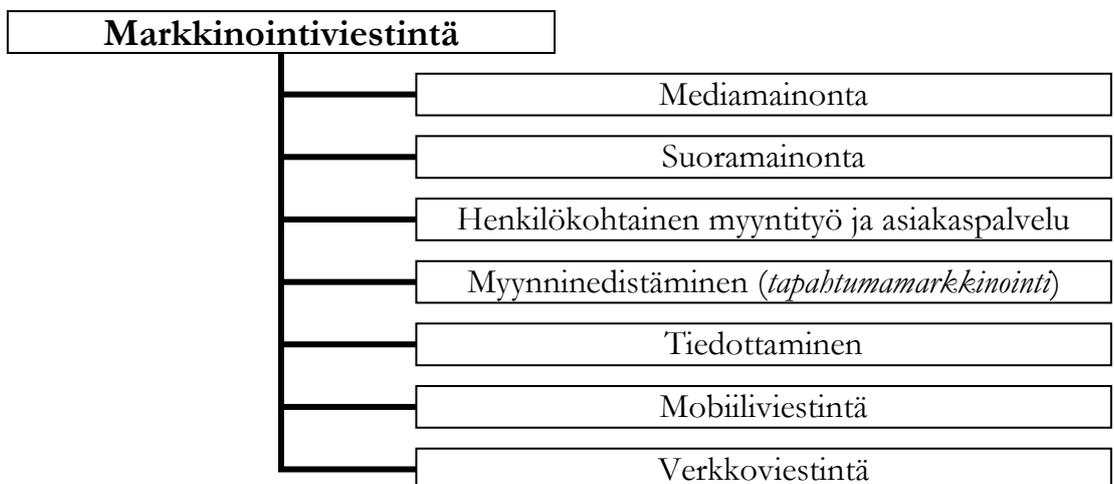 Markkinointiviestintä
Mediamainonta
Suoramainonta
Henkilökohtainen myyntityö ja asiakaspalvelu
Myynninedistäminen (tapahtumamarkkinointi)
Tiedottaminen
Mobiiliviestintä
Verkkoviestintä